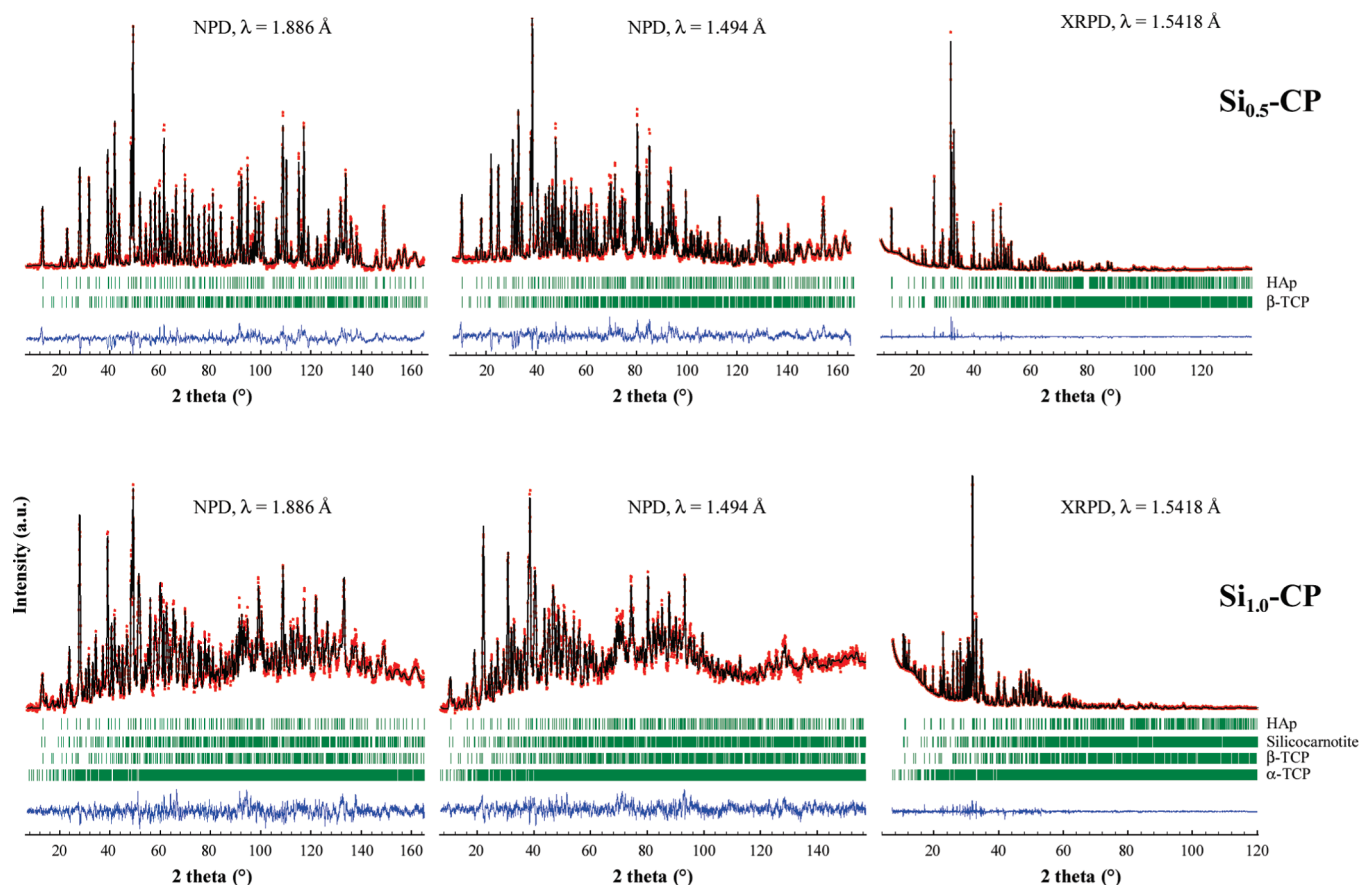 NPD, λ = 1.886 Å
NPD, λ = 1.494 Å
XRPD, λ = 1.5418 Å
Si0.5-CP
HAp
β-TCP
20 40 60 80 100 120 140 160
20 40 60 80 100 120 140 160
20 40 60 80 100 120
2 theta (°)
2 theta (°)
2 theta (°)
Intensity (a.u.)
NPD, λ = 1.886 Å
NPD, λ = 1.494 Å
XRPD, λ = 1.5418 Å
Si1.0-CP
HAp
Silicocarnotite
β-TCP
α-TCP
20 40 60 80 100 120 140 160
20 40 60 80 100 120 140
20 40 60 80 100 120
2 theta (°)
2 theta (°)
2 theta (°)